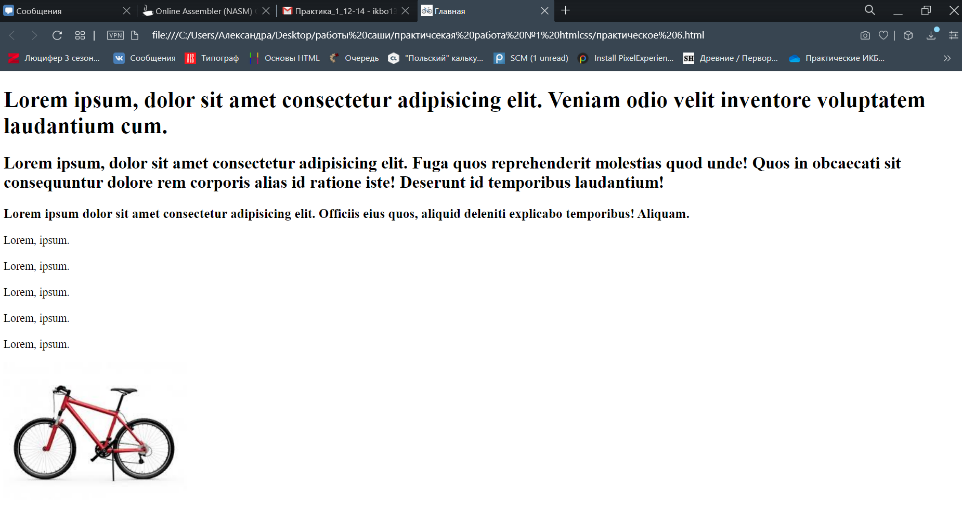 Сообщения
Online Assembler (NASM)
Практика_1_12-14 - ikbo1
Главная
VPN
file:///C:/Users/Александра/Desktop/работы%20саши/практичсекая%20работа%20№1%20htmlcss/практическое%206.html
Люцифер 3 сезон...
Сообщения
Типограф
Основы HTML
Очередь
CL
"Польский" кальку...
SCM (1 unread)
Install PixelExperien...
SH
Древние / Первор...
Практические ИКБ...
Lorem ipsum, dolor sit amet consectetur adipisicing elit. Veniam odio velit inventore voluptatem
laudantium cum.
Lorem ipsum, dolor sit amet consectetur adipisicing elit. Fuga quos reprehenderit molestias quod unde! Quos in obcaecati sit
consequuntur dolore rem corporis alias id ratione iste! Deserunt id temporibus laudantium!
Lorem ipsum dolor sit amet consectetur adipisicing elit. Officiis eius quos, aliquid deleniti explicabo temporibus! Aliquam.
Lorem, ipsum.
Lorem, ipsum.
Lorem, ipsum.
Lorem, ipsum.
Lorem, ipsum.